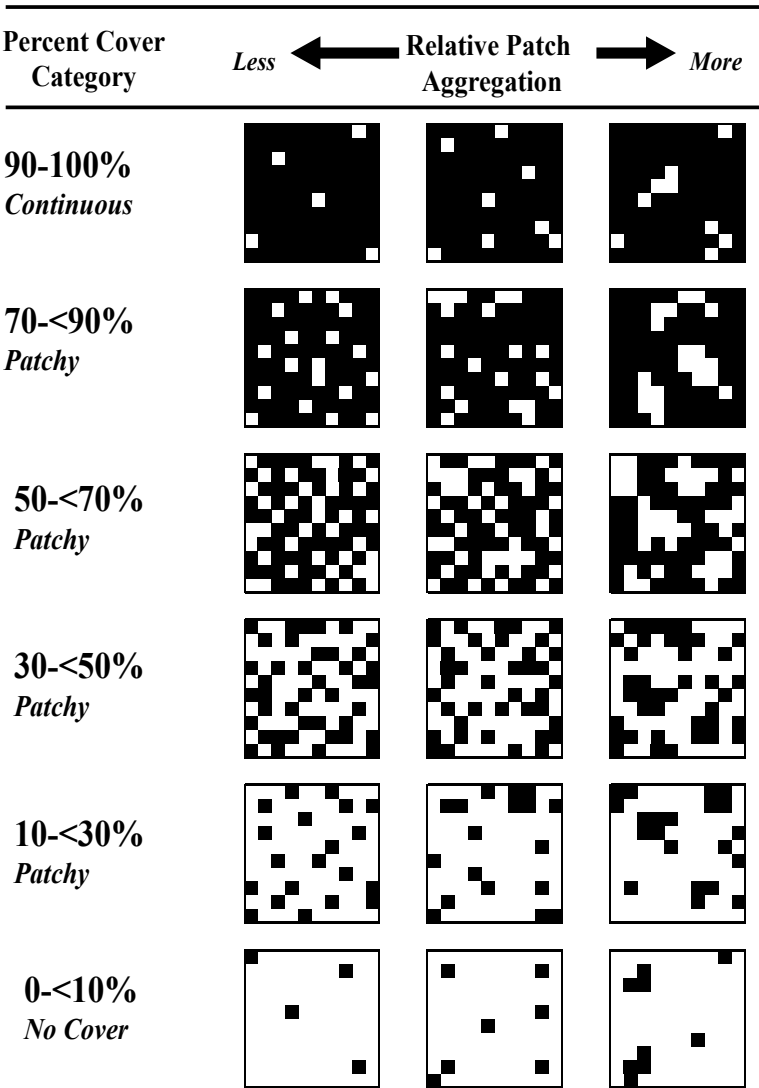 Percent Cover
Category
Less
Relative Patch
Aggregation
More
90-100%
Continuous
70-<90%
Patchy
50-<70%
Patchy
30-<50%
Patchy
10-<30%
Patchy
0-<10%
No Cover